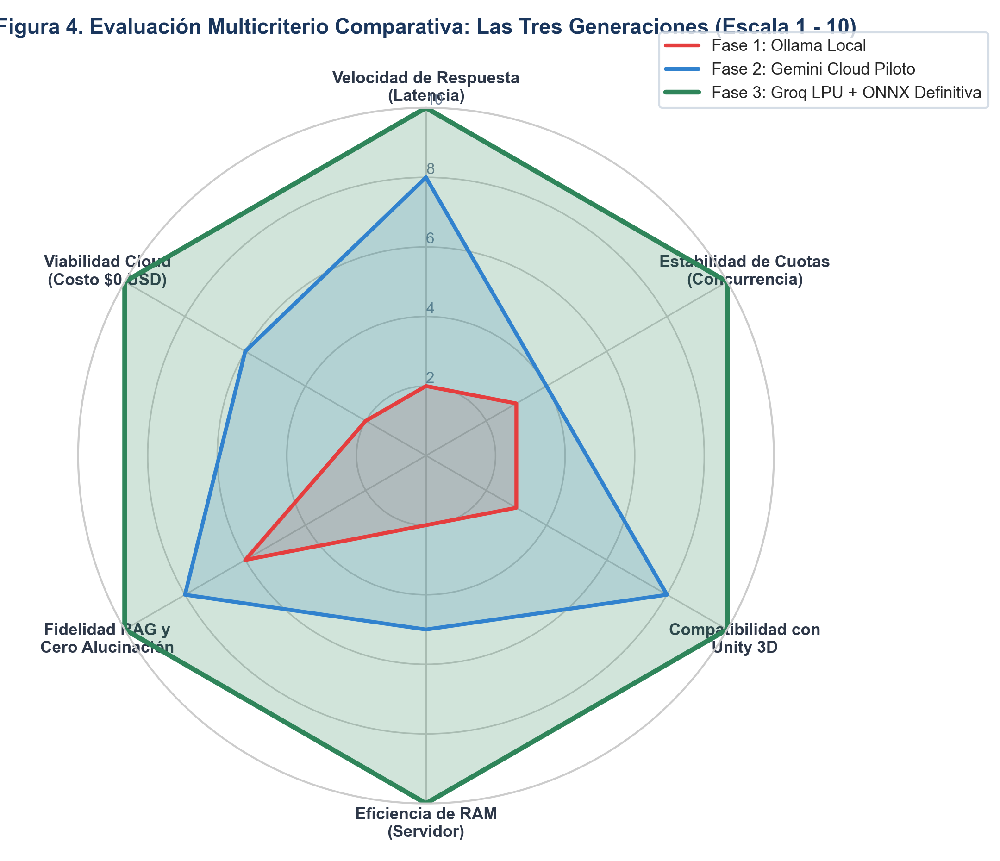 Figura 4. Evaluación Multicriterio Comparativa: Las Tres Generaciones (Escala 1 - 10)
Fase 1: Ollama Local
Fase 2: Gemini Cloud Piloto
Fase 3: Groq LPU + ONNX Definitiva
Velocidad de Respuesta
(Latencia)
10
8
6
4
2
Viabilidad Cloud
(Costo $0 USD)
Estabilidad de Cuotas
(Concurrencia)
Fidelidad RAG y
Cero Alucinación
Compatibilidad con
Unity 3D
Eficiencia de RAM
(Servidor)